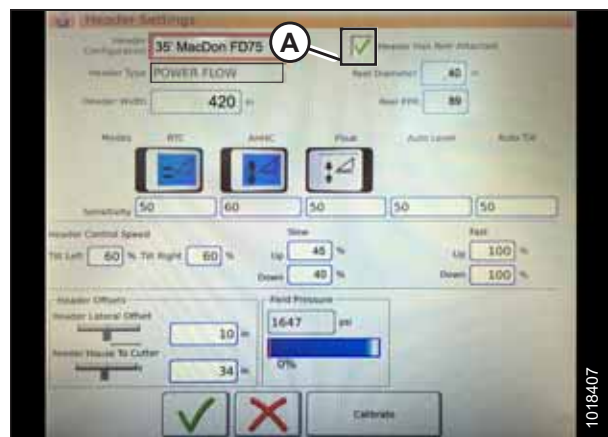 Header Settings
Header Configuration 35' MacDon FD75 A Header Has Reel Attached
Header Type POWER FLOW Reel Diameter 40 in
Header Width 420 in Reel PPR 89
Modes RTC AHHC Float Auto Level Auto Tilt
Sensitivity 50 60 50 50 50
Header Control Speed Slow Fast
Tilt Left 60 % Tilt Right 60 % Up 45 % Up 100 %
Down 40 % Down 100 %
Header Offsets Field Pressure
Header Lateral Offset
10 in 1647 psi
Feeder House To Cutter
34 in 0%
Calibrate
1018407